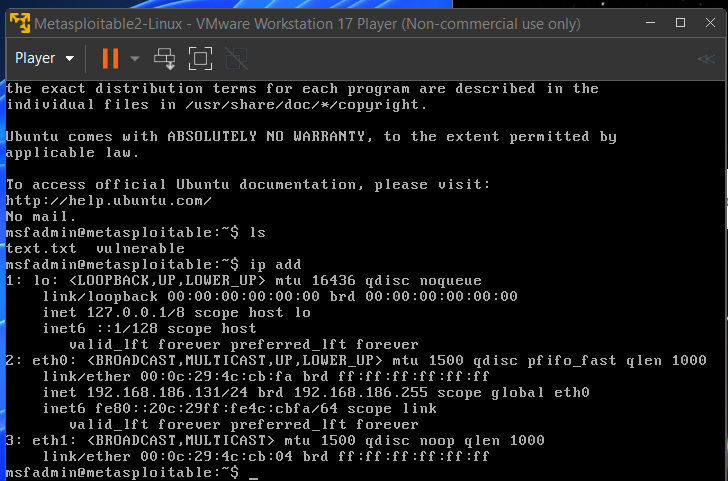 Metasploitable2-Linux - VMware Workstation 17 Player (Non-commercial use only)
Player
the exact distribution terms for each program are described in the
individual files in /usr/share/doc/*/copyright.
Ubuntu comes with ABSOLUTELY NO WARRANTY, to the extent permitted by
applicable law.
To access official Ubuntu documentation, please visit:
http://help.ubuntu.com/
No mail.
msfadmin@metasploitable:~$ ls
text.txt  vulnerable
msfadmin@metasploitable:~$ ip add
1: lo: <LOOPBACK,UP,LOWER_UP> mtu 16436 qdisc noqueue
    link/loopback 00:00:00:00:00:00 brd 00:00:00:00:00:00
    inet 127.0.0.1/8 scope host lo
    inet6 ::1/128 scope host
       valid_lft forever preferred_lft forever
2: eth0: <BROADCAST,MULTICAST,UP,LOWER_UP> mtu 1500 qdisc pfifo_fast qlen 1000
    link/ether 00:0c:29:4c:cb:fa brd ff:ff:ff:ff:ff:ff
    inet 192.168.186.131/24 brd 192.168.186.255 scope global eth0
    inet6 fe80::20c:29ff:fe4c:cbfa/64 scope link
       valid_lft forever preferred_lft forever
3: eth1: <BROADCAST,MULTICAST> mtu 1500 qdisc noop qlen 1000
    link/ether 00:0c:29:4c:cb:04 brd ff:ff:ff:ff:ff:ff
msfadmin@metasploitable:~$ _